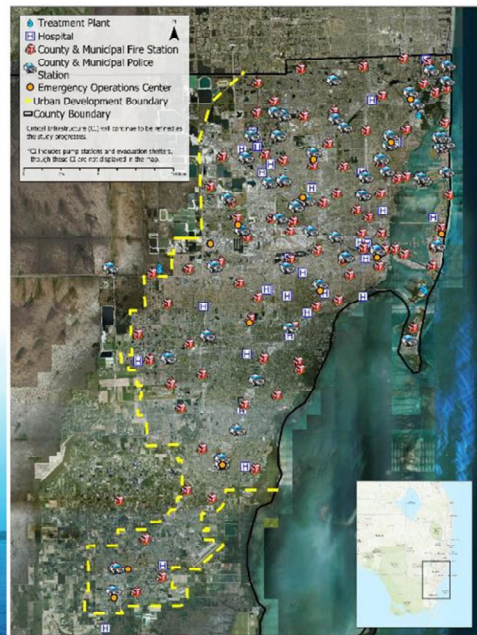 Treatment Plant
Hospital
County & Municipal Fire Station
County & Municipal Police
Station
Emergency Operations Center
Urban Development Boundary
County Boundary
Critical Infrastructure (CI) will continue to be refined as
the study progresses.
*CI includes pump stations and evacuation shelters,
though these CI are not displayed in the map.